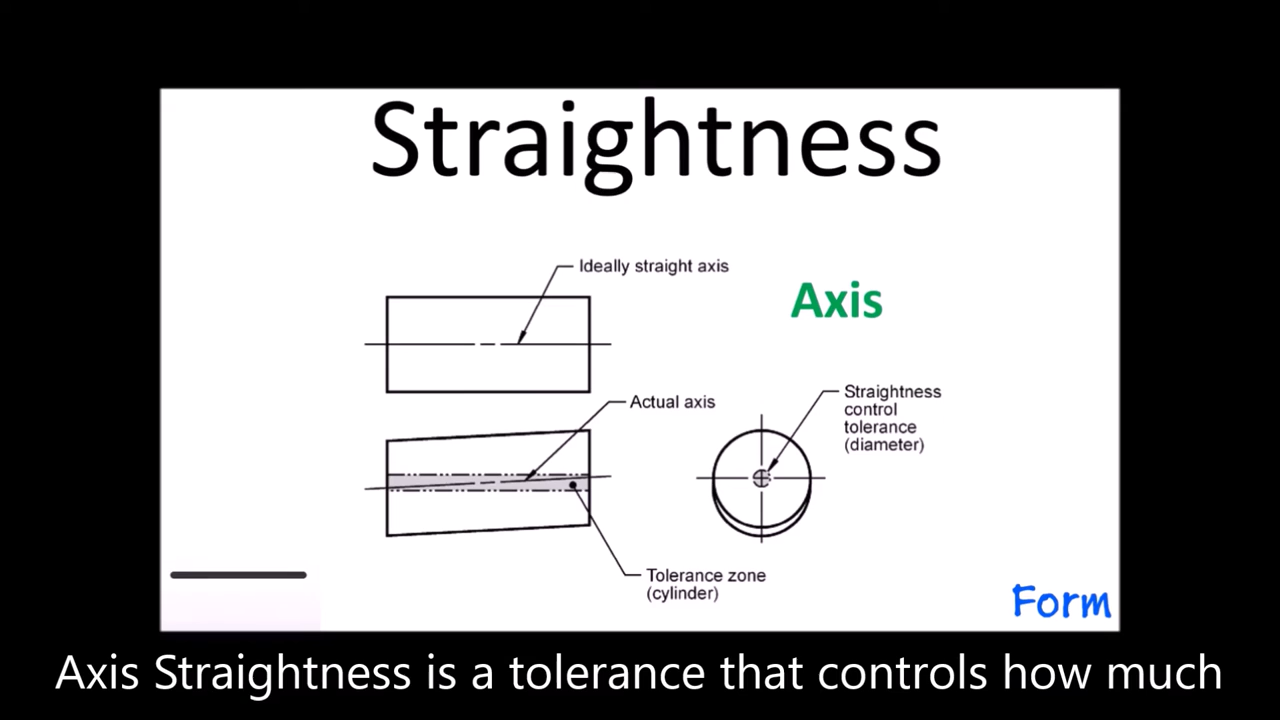 Straightness
Ideally straight axis
Axis
Actual axis
Straightness
control
tolerance
(diameter)
Tolerance zone
(cylinder)
Form
Axis Straightness is a tolerance that controls how much